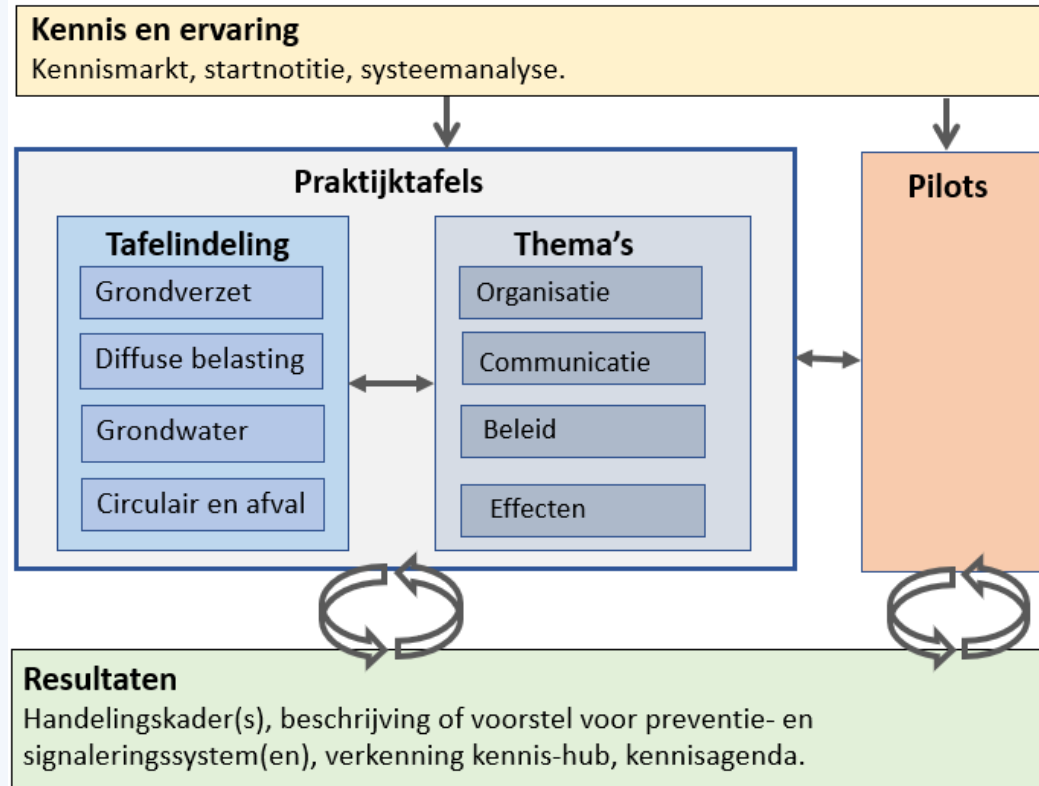 Kennis en ervaring
Kennismarkt, startnotitie, systeemanalyse.
Praktijktafels
Tafelindeling
Grondverzet
Diffuse belasting
Grondwater
Circulair en afval
Thema's
Organisatie
Communicatie
Beleid
Effecten
Pilots
Resultaten
Handelingskader(s), beschrijving of voorstel voor preventie- en
signaleringssystem(en), verkenning kennis-hub, kennisagenda.